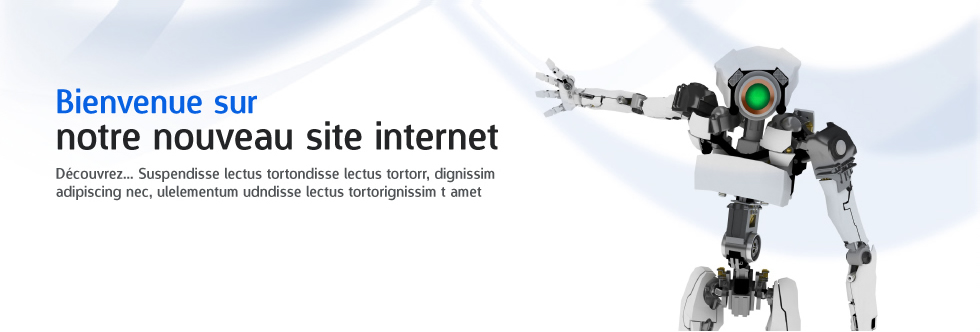 Bienvenue sur
notre nouveau site internet
Découvrez... Suspendisse lectus tortondisse lectus tortorr, dignissim
adipiscing nec, ulelementum udndisse lectus tortorignissim t amet